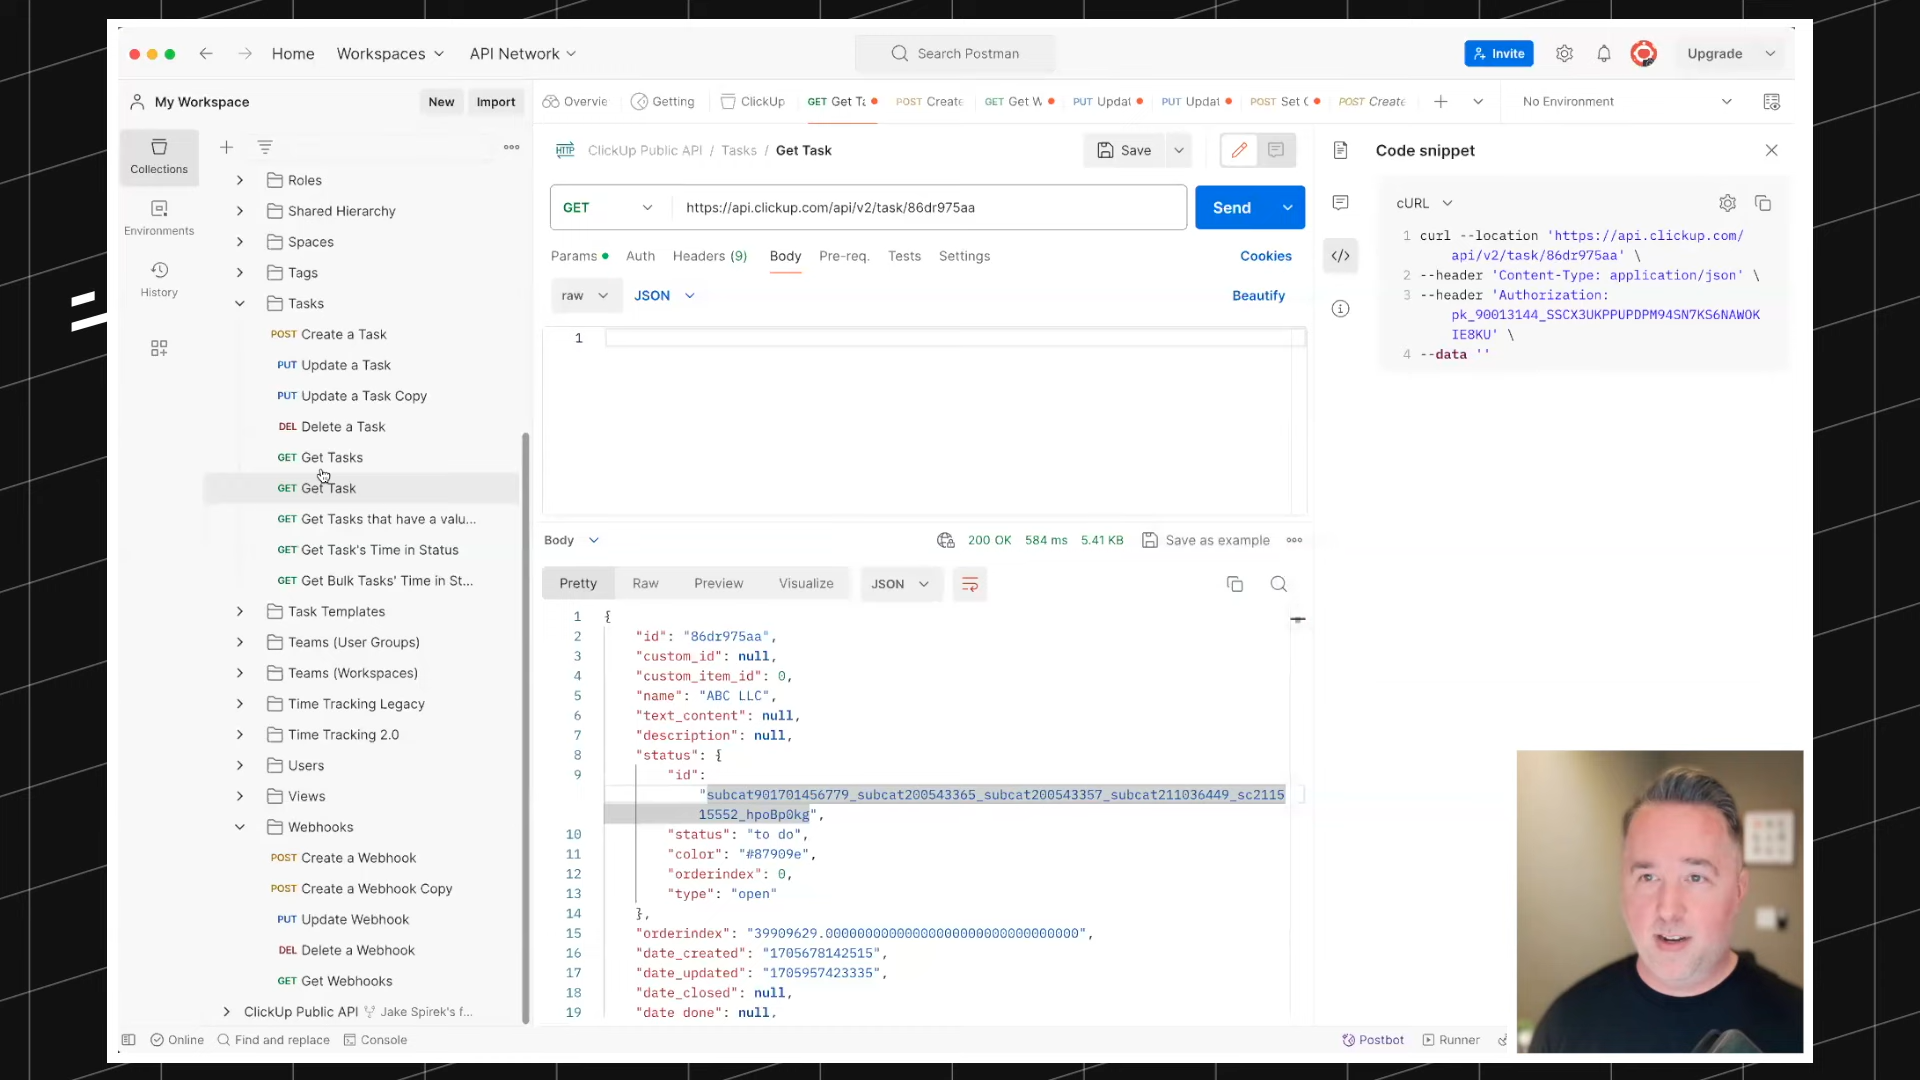 Home
Workspaces
API Network
Search Postman
Invite
Upgrade
My Workspace
New
Import
Overvie
Getting
ClickUp
GET Get Ta
POST Create
GET Get W
PUT Updat
PUT Updat
POST Set C
POST Create
No Environment
Collections
Environments
History
Roles
Shared Hierarchy
Spaces
Tags
Tasks
POST Create a Task
PUT Update a Task
PUT Update a Task Copy
DEL Delete a Task
GET Get Tasks
GET Get Task
GET Get Tasks that have a valu...
GET Get Task's Time in Status
GET Get Bulk Tasks' Time in St...
Task Templates
Teams (User Groups)
Teams (Workspaces)
Time Tracking Legacy
Time Tracking 2.0
Users
Views
Webhooks
POST Create a Webhook
POST Create a Webhook Copy
PUT Update Webhook
DEL Delete a Webhook
GET Get Webhooks
ClickUp Public API Jake Spirek's f...
HTTP ClickUp Public API / Tasks / Get Task
Save
GET
https://api.clickup.com/api/v2/task/86dr975aa
Send
Params
Auth
Headers (9)
Body
Pre-req.
Tests
Settings
Cookies
raw
JSON
Beautify
1
Body
200 OK 584 ms 5.41 KB
Save as example
Pretty
Raw
Preview
Visualize
JSON
1 {
2 "id": "86dr975aa",
3 "custom_id": null,
4 "custom_item_id": 0,
5 "name": "ABC LLC",
6 "text_content": null,
7 "description": null,
8 "status": {
9 "id":
"subcat901701456779_subcat200543365_subcat200543357_subcat211036449_sc2115
15552_hpoBp0kg",
10 "status": "to do",
11 "color": "#87909e",
12 "orderindex": 0,
13 "type": "open"
14 },
15 "orderindex": "39909629.00000000000000000000000000000000",
16 "date_created": "1705678142515",
17 "date_updated": "1705957423335",
18 "date_closed": null,
19 "date_done": null,
Code snippet
cURL
1 curl --location 'https://api.clickup.com/
api/v2/task/86dr975aa' \
2 --header 'Content-Type: application/json' \
3 --header 'Authorization:
pk_90013144_SSCX3UKPPUPDPM94SN7KS6NAWOK
IE8KU' \
4 --data ''
Online
Find and replace
Console
Postbot
Runner